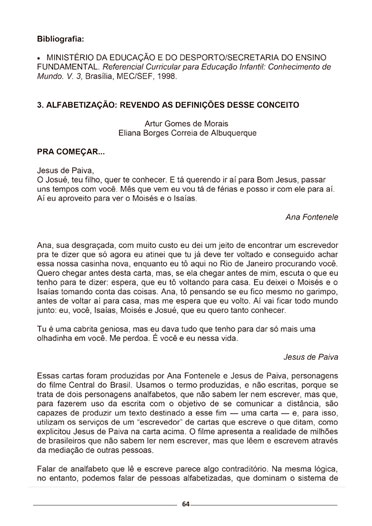 Bibliografia:
• MINISTÉRIO DA EDUCAÇÃO E DO DESPORTO/SECRETARIA DO ENSINO
FUNDAMENTAL. Referencial Curricular para Educação Infantil: Conhecimento de
Mundo. V. 3, Brasília, MEC/SEF, 1998.
3. ALFABETIZAÇÃO: REVENDO AS DEFINIÇÕES DESSE CONCEITO
Artur Gomes de Morais
Eliana Borges Correia de Albuquerque
PRA COMEÇAR...
Jesus de Paiva,
O Josué, teu filho, quer te conhecer. E tá querendo ir aí para Bom Jesus, passar
uns tempos com você. Mês que vem eu vou tá de férias e posso ir com ele para aí.
Aí eu aproveito para ver o Moisés e o Isaías.
Ana Fontenele
Ana, sua desgraçada, com muito custo eu dei um jeito de encontrar um escrevedor
pra te dizer que só agora eu atinei que tu já deve ter voltado e conseguido achar
essa nossa casinha nova, enquanto eu tô aqui no Rio de Janeiro procurando você.
Quero chegar antes desta carta, mas, se ela chegar antes de mim, escuta o que eu
tenho para te dizer: espera, que eu tô voltando para casa. Eu deixei o Moisés e o
Isaías tomando conta das coisas. Ana, tô pensando se eu fico mesmo no garimpo,
antes de voltar aí para casa, mas me espera que eu volto. Aí vai ficar todo mundo
junto: eu, você, Isaías, Moisés e Josué, que eu quero tanto conhecer.
Tu é uma cabrita geniosa, mas eu dava tudo que tenho para dar só mais uma
olhadinha em você. Me perdoa. É você e eu nessa vida.
Jesus de Paiva
Essas cartas foram produzidas por Ana Fontenele e Jesus de Paiva, personagens
do filme Central do Brasil. Usamos o termo produzidas, e não escritas, porque se
trata de dois personagens analfabetos, que não sabem ler nem escrever, mas que,
para fazerem uso da escrita com o objetivo de se comunicar a distância, são
capazes de produzir um texto destinado a esse fim — uma carta — e, para isso,
utilizam os serviços de um "escrevedor" de cartas que escreve o que ditam, como
explicitou Jesus de Paiva na carta acima. O filme apresenta a realidade de milhões
de brasileiros que não sabem ler nem escrever, mas que lêem e escrevem através
da mediação de outras pessoas.
Falar de analfabeto que lê e escreve parece algo contraditório. Na mesma lógica,
no entanto, podemos falar de pessoas alfabetizadas, que dominam o sistema de
64